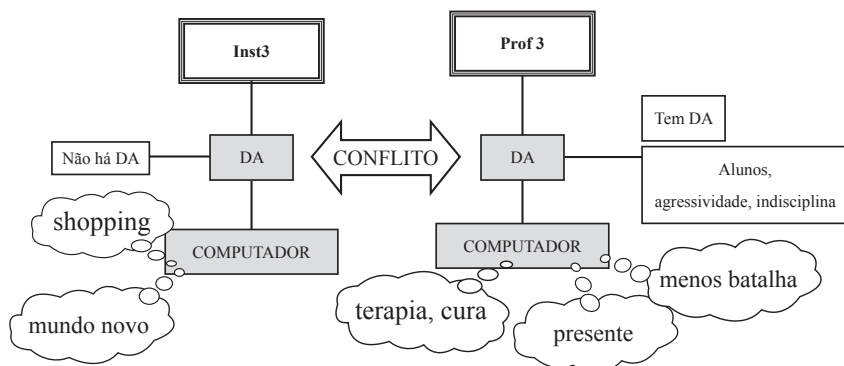 Inst3
Prof 3
Tem DA
Não há DA
DA
CONFLITO
DA
Alunos,
agressividade, indisciplina
shopping
COMPUTADOR
COMPUTADOR
mundo novo
terapia, cura
presente
menos batalha